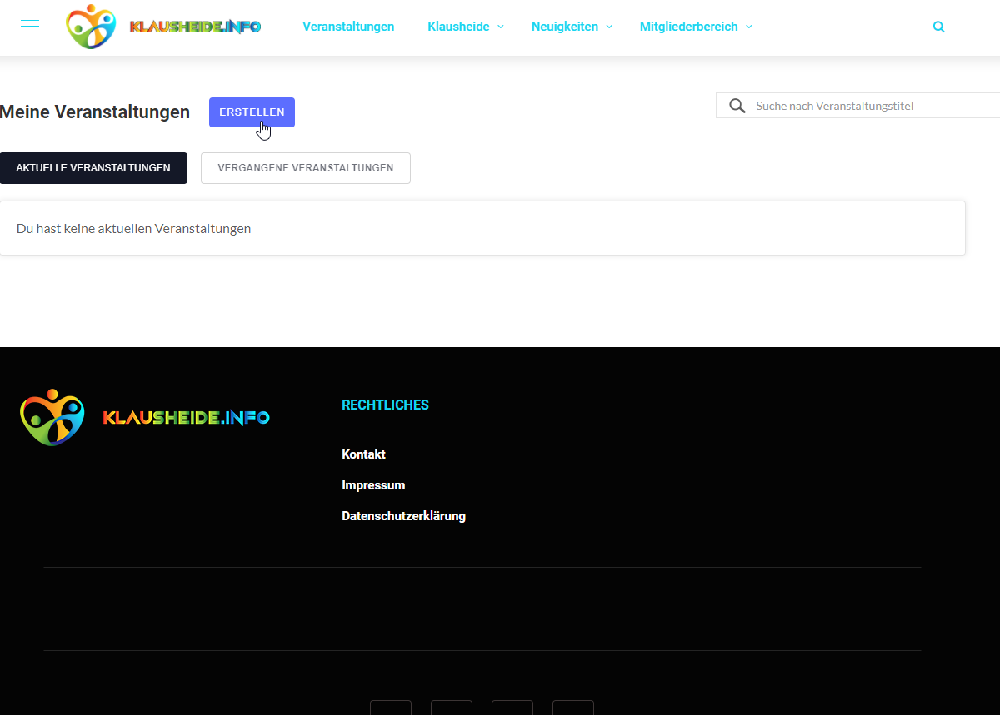 KLAUSHEIDE.INFO Veranstaltungen Klausheide Neuigkeiten Mitgliederbereich
Meine Veranstaltungen ERSTELLEN Suche nach Veranstaltungstitel
AKTUELLE VERANSTALTUNGEN VERGANGENE VERANSTALTUNGEN
Du hast keine aktuellen Veranstaltungen
KLAUSHEIDE.INFO
RECHTLICHES
Kontakt
Impressum
Datenschutzerklärung